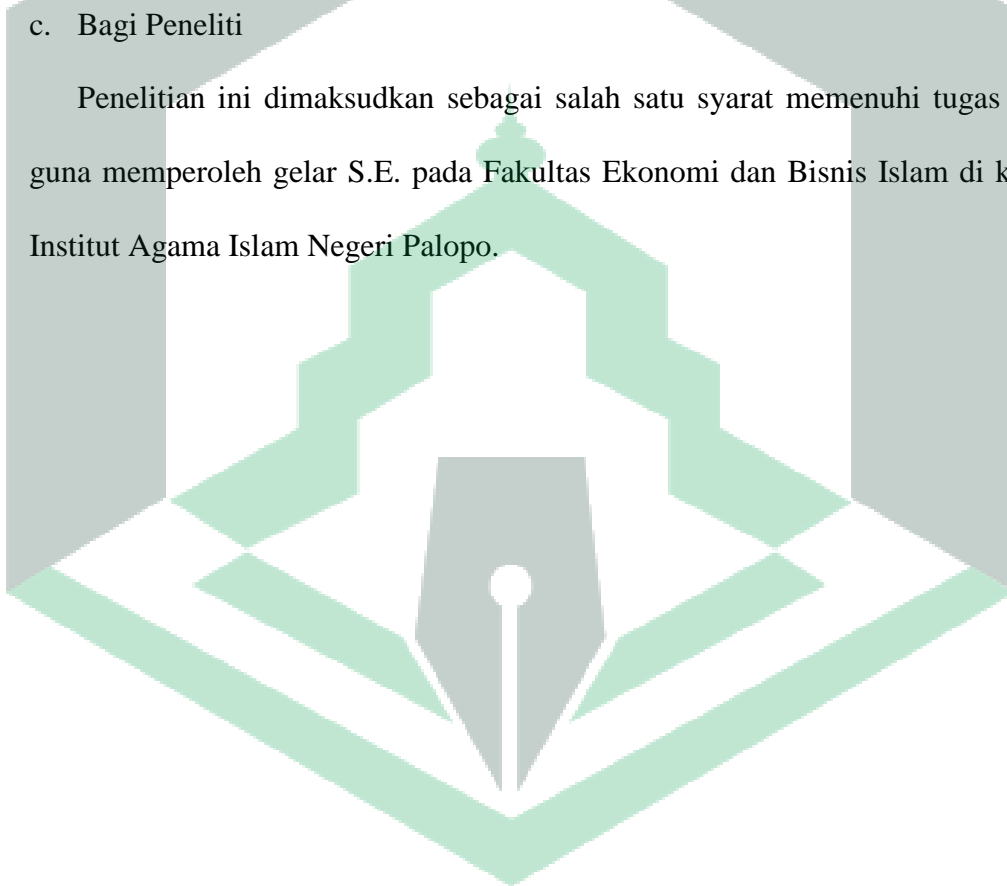 c. Bagi Peneliti
Penelitian ini dimaksudkan sebagai salah satu syarat memenuhi tugas
guna memperoleh gelar S.E. pada Fakultas Ekonomi dan Bisnis Islam di
Institut Agama Islam Negeri Palopo.